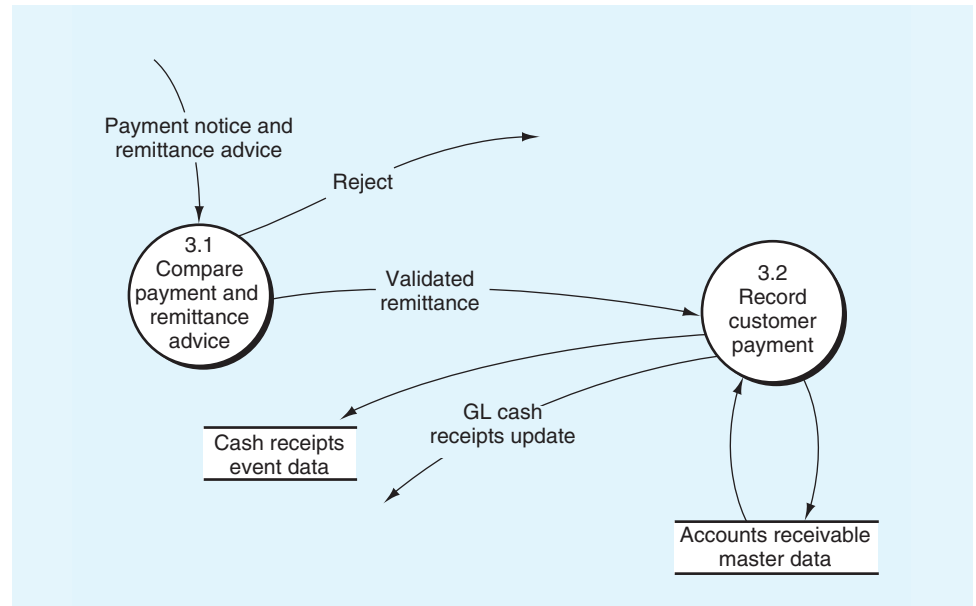 Payment notice and
remittance advice
Reject
3.1
Compare
payment and
remittance
advice
Validated
remittance
3.2
Record
customer
payment
GL cash
receipts update
Cash receipts
event data
Accounts receivable
master data